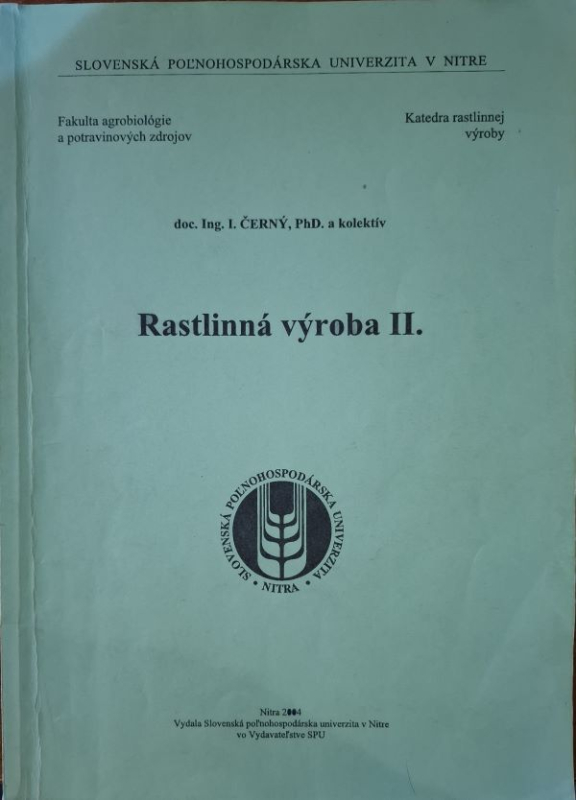 SLOVENSKÁ POĽNOHOSPODÁRSKA UNIVERZITA V NITRE
Fakulta agrobiológie
a potravinových zdrojov
Katedra rastlinnej
výroby
doc. Ing. I. ČERNÝ, PhD. a kolektív
Rastlinná výroba II.
SLOVENSKÁ POĽNOHOSPODÁRSKA UNIVERZITA
• NITRA •
Nitra 2004
Vydala Slovenská poľnohospodárska univerzita v Nitre
vo Vydavateľstve SPU